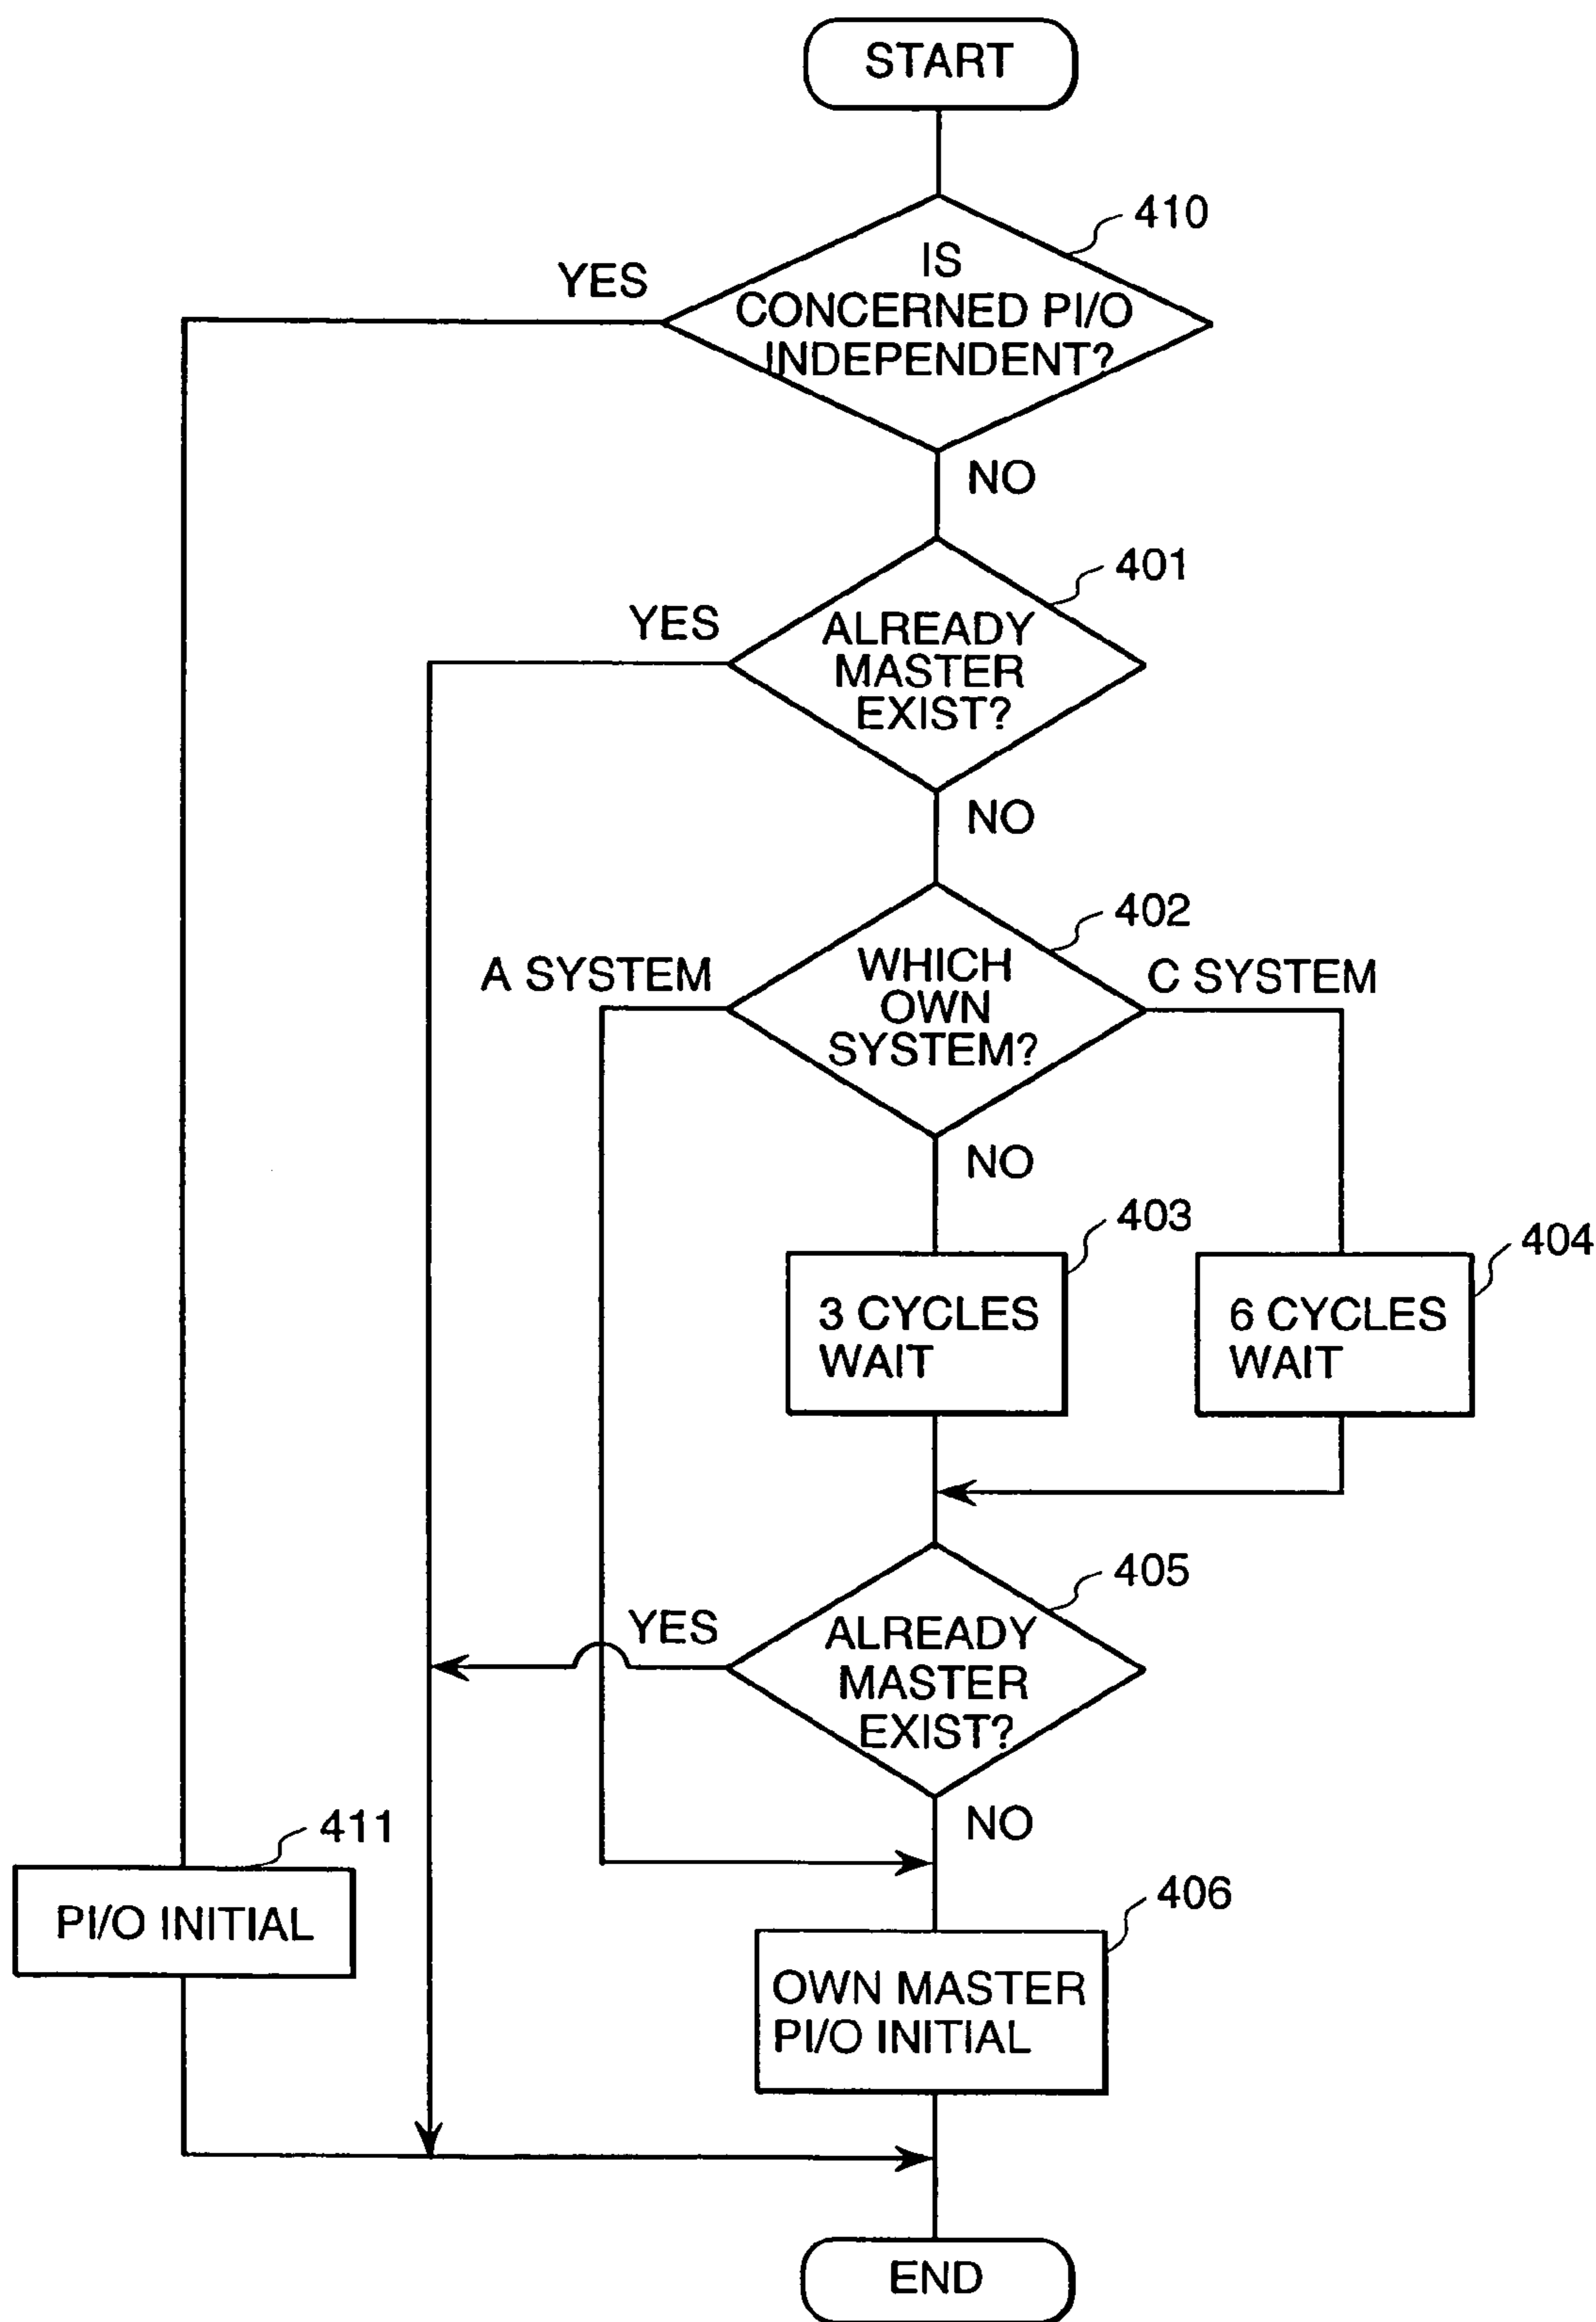 START
410
IS
CONCERNED PI/O
INDEPENDENT?
YES
NO
401
ALREADY
MASTER
EXIST?
YES
NO
402
WHICH
OWN
SYSTEM?
A SYSTEM
C SYSTEM
NO
403
3 CYCLES
WAIT
404
6 CYCLES
WAIT
405
ALREADY
MASTER
EXIST?
YES
NO
411
PI/O INITIAL
406
OWN MASTER
PI/O INITIAL
END